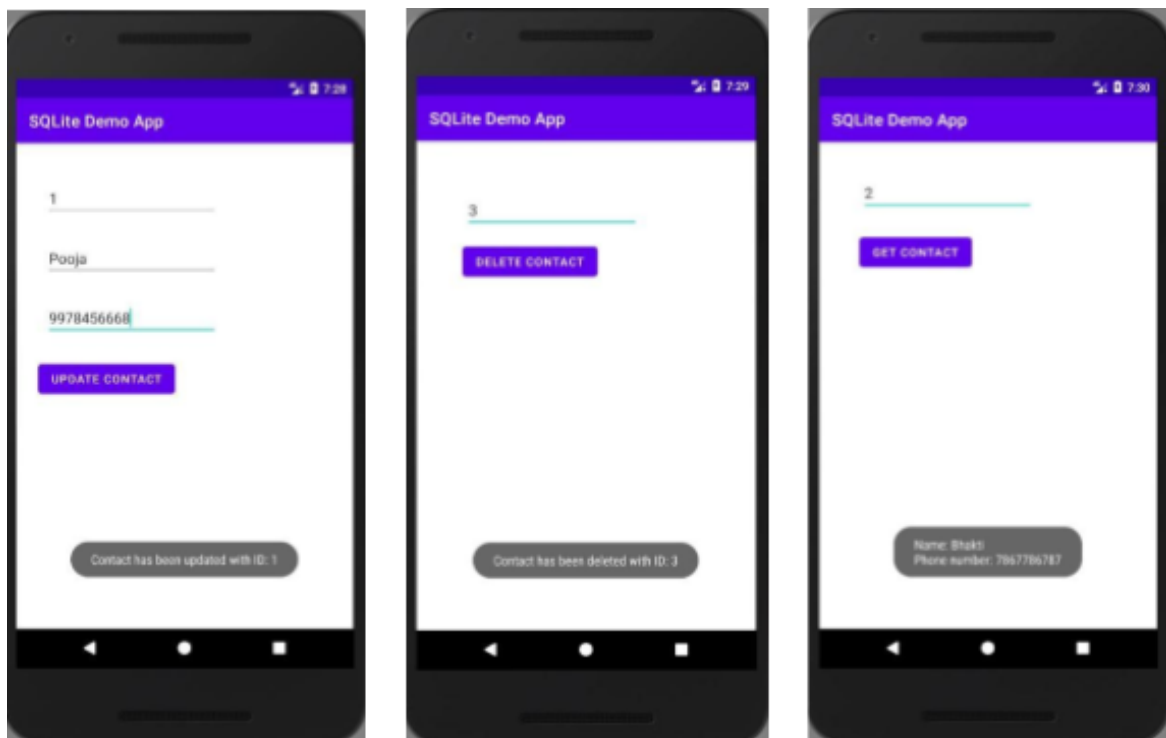 7:28
SQLite Demo App
1
Pooja
9978456668
UPDATE CONTACT
Contact has been updated with ID: 1
7:29
SQLite Demo App
3
DELETE CONTACT
Contact has been deleted with ID: 3
7:30
SQLite Demo App
2
GET CONTACT
Name: Bhakti
Phone number: 7867786787